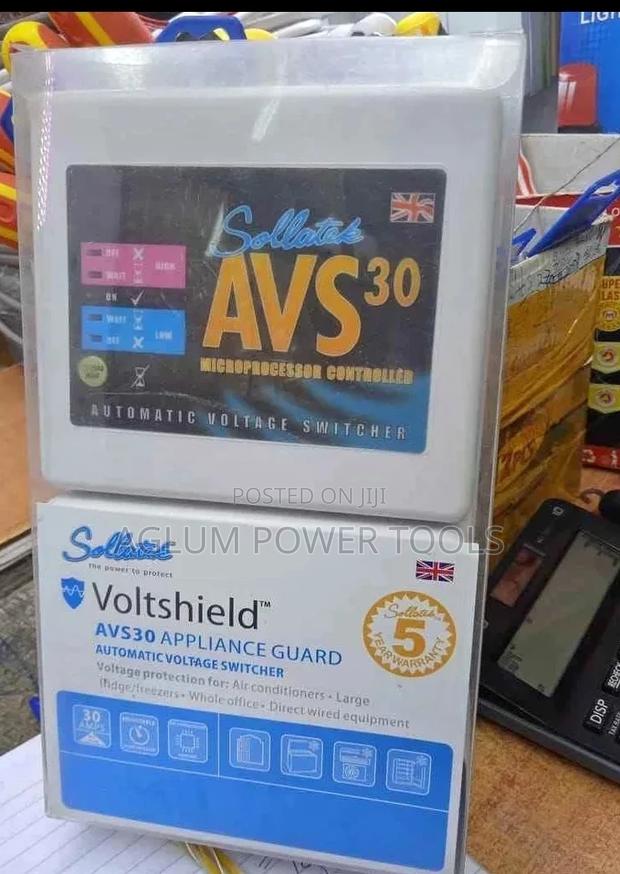 LIGH
Sollatek
AVS30
MICROPROCESSOR CONTROLLED
OFF
HIGH
WAIT
ON
WAIT
LOW
OFF
AUTOMATIC VOLTAGE SWITCHER
POSTED ON JIJI
AGLUM POWER TOOLS
Sollatek
the power to protect
Voltshield™
AVS30 APPLIANCE GUARD
AUTOMATIC VOLTAGE SWITCHER
Voltage protection for: Air conditioners • Large
fridge/freezers • Whole office • Direct wired equipment
Sollatek
5
YEAR WARRANTY
30
AMPS
DISP